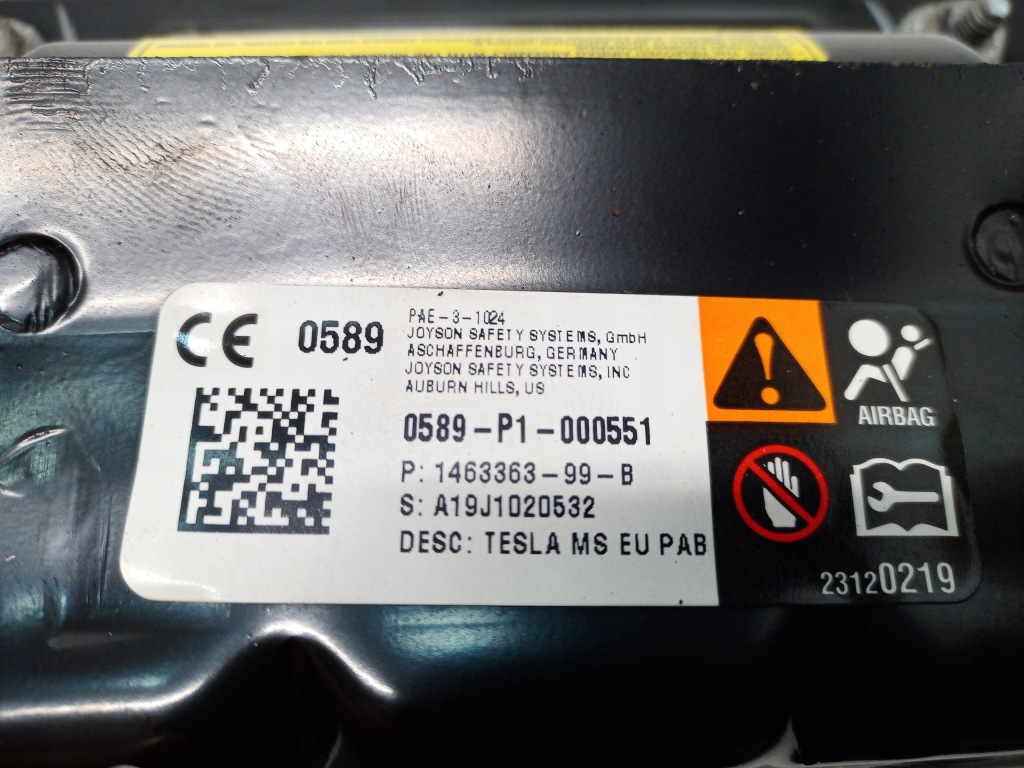 CE 0589
PAE-3-1024
JOYSON SAFETY SYSTEMS, GmbH
ASCHAFFENBURG, GERMANY
JOYSON SAFETY SYSTEMS, INC
AUBURN HILLS, US
0589-P1-000551
P: 1463363-99-B
S: A19J1020532
DESC: TESLA MS EU PAB
AIRBAG
23120219